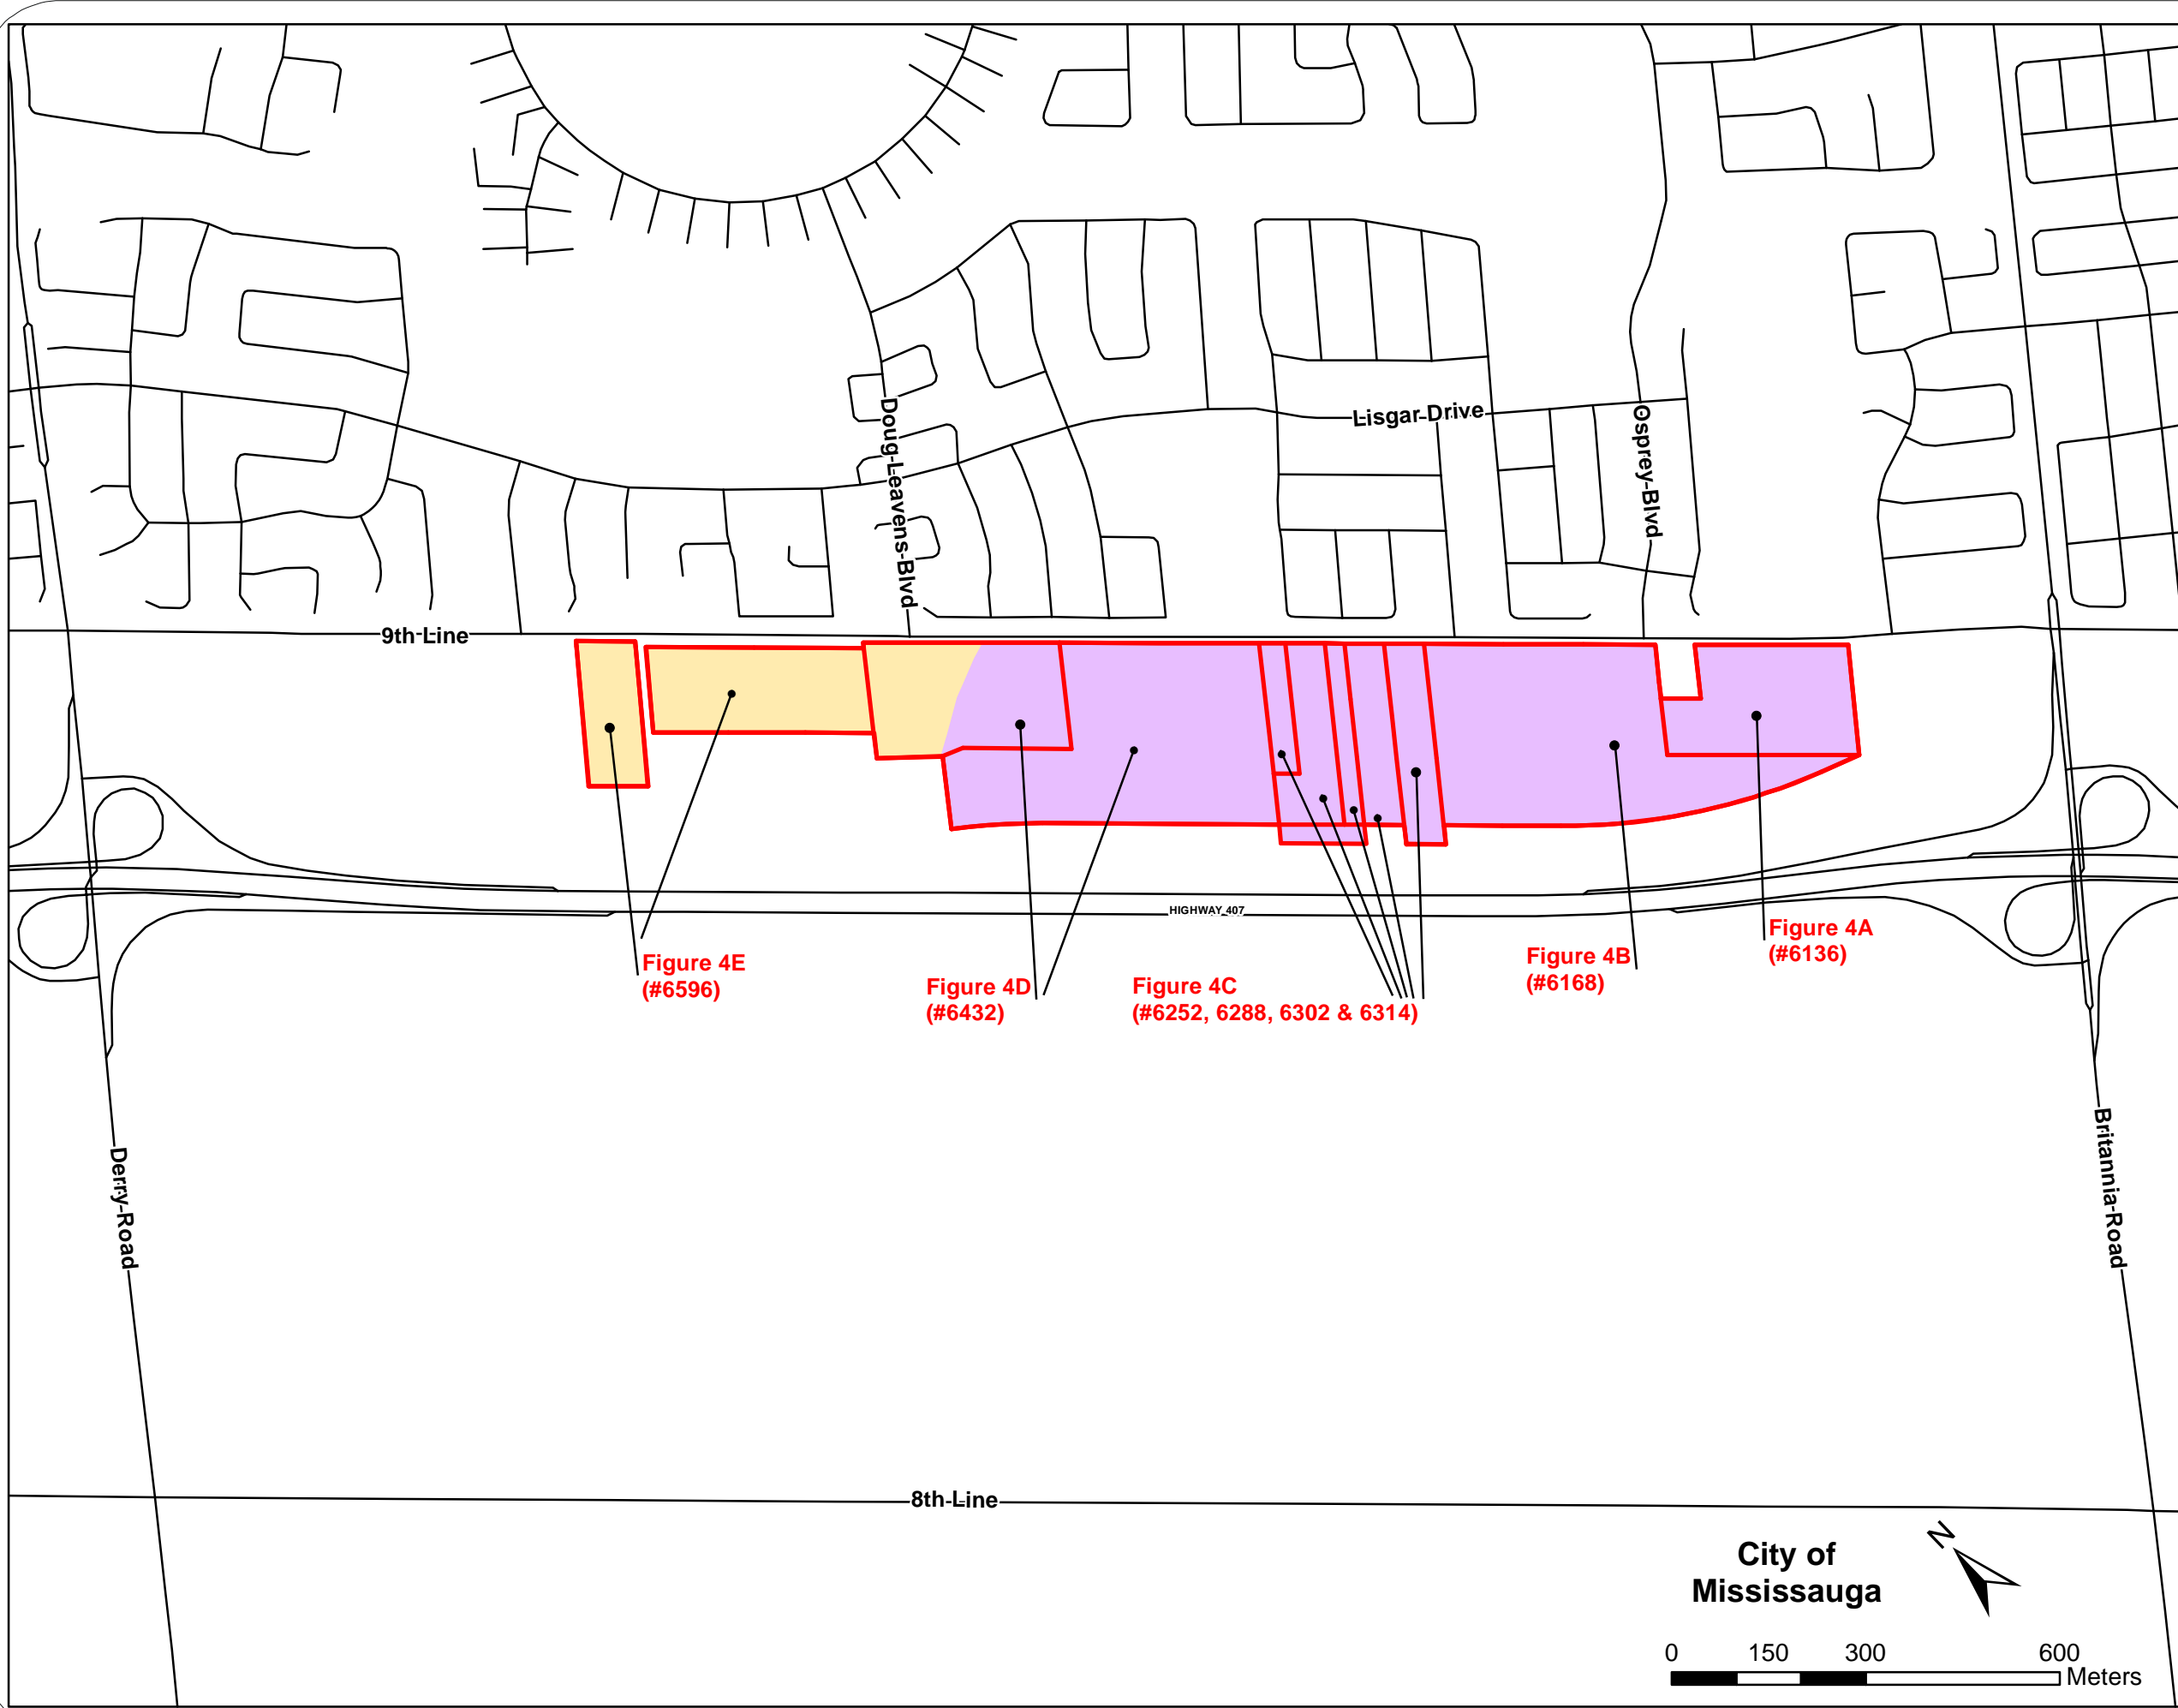 Lisgar Drive
Doug Leavens Blvd
Osprey Blvd
9th Line
HIGHWAY 407
Figure 4A
(#6136)
Figure 4B
(#6168)
Figure 4E
(#6596)
Figure 4D
(#6432)
Figure 4C
(#6252, 6288, 6302 & 6314)
Derry Road
Britannia Road
8th Line
N
City of
Mississauga
0 150 300 600
Meters